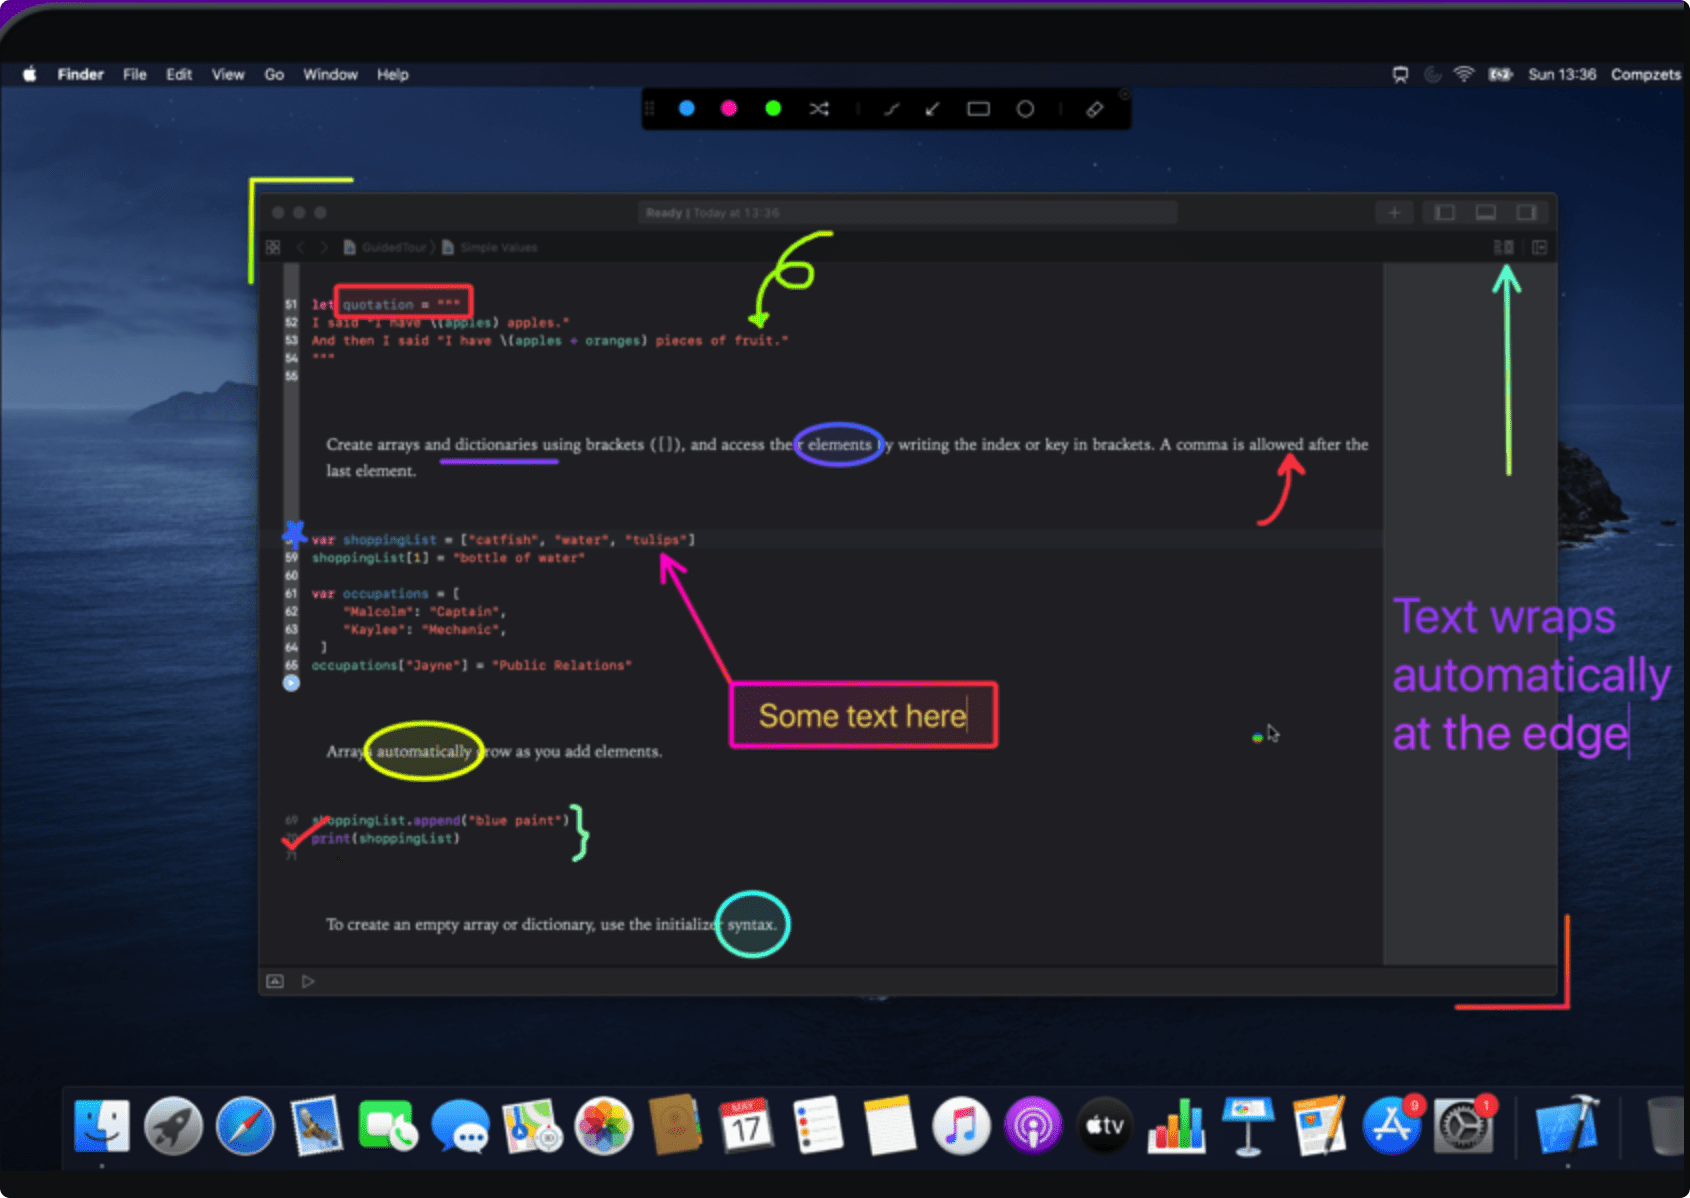 Finder File Edit View Go Window Help
Sun 13:36 Compzets
Ready | Today at 13:36
GuidedTour Simple Values
51 let quotation = """
52 I said "I have \(apples) apples."
53 And then I said "I have \(apples + oranges) pieces of fruit."
54 """
55
Create arrays and dictionaries using brackets ([]), and access their elements by writing the index or key in brackets. A comma is allowed after the
last element.
var shoppingList = ["catfish", "water", "tulips"]
59 shoppingList[1] = "bottle of water"
60
61 var occupations = [
62 "Malcolm": "Captain",
63 "Kaylee": "Mechanic",
64 ]
65 occupations["Jayne"] = "Public Relations"
Text wraps
automatically
at the edge
Some text here
Arrays automatically grow as you add elements.
69 shoppingList.append("blue paint")
70 print(shoppingList)
71
To create an empty array or dictionary, use the initializer syntax.
MAY
17
tv
9
1